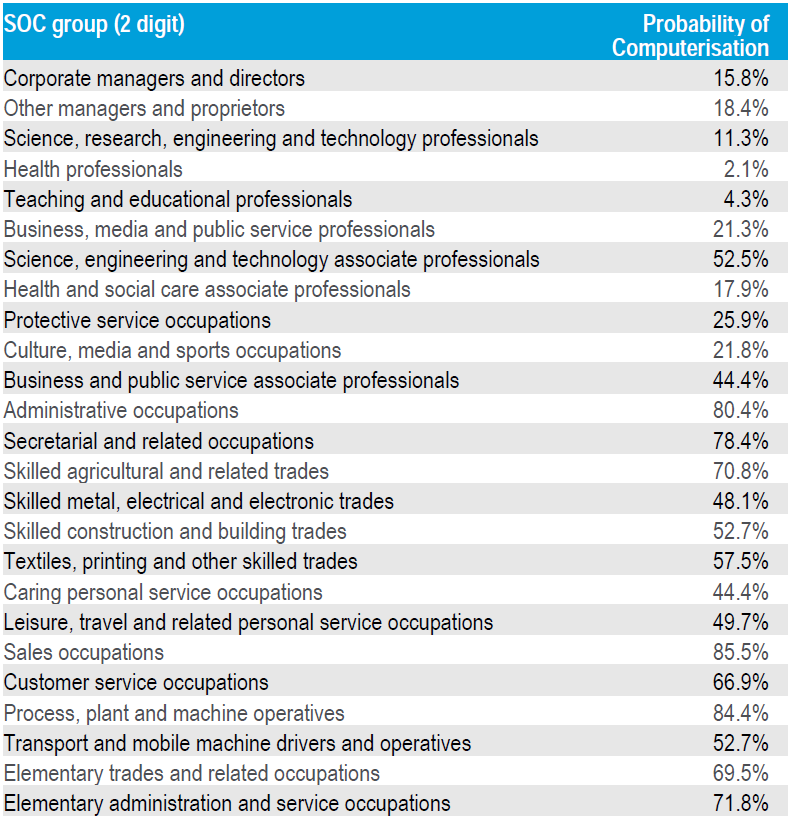 SOC group (2 digit) Probability of
Computerisation
Corporate managers and directors 15.8%
Other managers and proprietors 18.4%
Science, research, engineering and technology professionals 11.3%
Health professionals 2.1%
Teaching and educational professionals 4.3%
Business, media and public service professionals 21.3%
Science, engineering and technology associate professionals 52.5%
Health and social care associate professionals 17.9%
Protective service occupations 25.9%
Culture, media and sports occupations 21.8%
Business and public service associate professionals 44.4%
Administrative occupations 80.4%
Secretarial and related occupations 78.4%
Skilled agricultural and related trades 70.8%
Skilled metal, electrical and electronic trades 48.1%
Skilled construction and building trades 52.7%
Textiles, printing and other skilled trades 57.5%
Caring personal service occupations 44.4%
Leisure, travel and related personal service occupations 49.7%
Sales occupations 85.5%
Customer service occupations 66.9%
Process, plant and machine operatives 84.4%
Transport and mobile machine drivers and operatives 52.7%
Elementary trades and related occupations 69.5%
Elementary administration and service occupations 71.8%